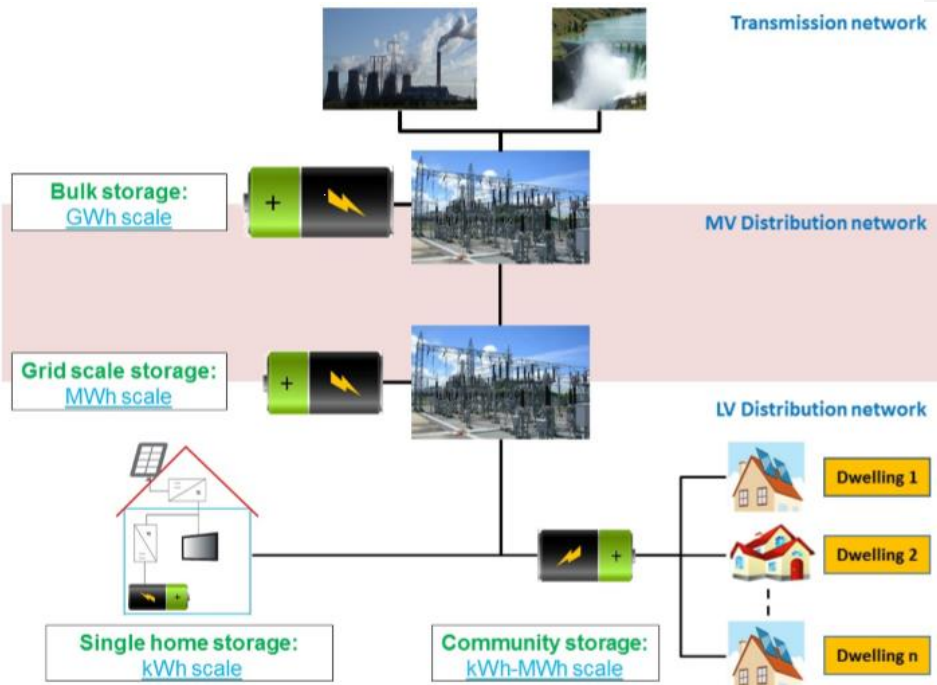 Transmission network
Bulk storage:
GWh scale
MV Distribution network
Grid scale storage:
MWh scale
LV Distribution network
Dwelling 1
Dwelling 2
Dwelling n
Single home storage:
kWh scale
Community storage:
kWh-MWh scale